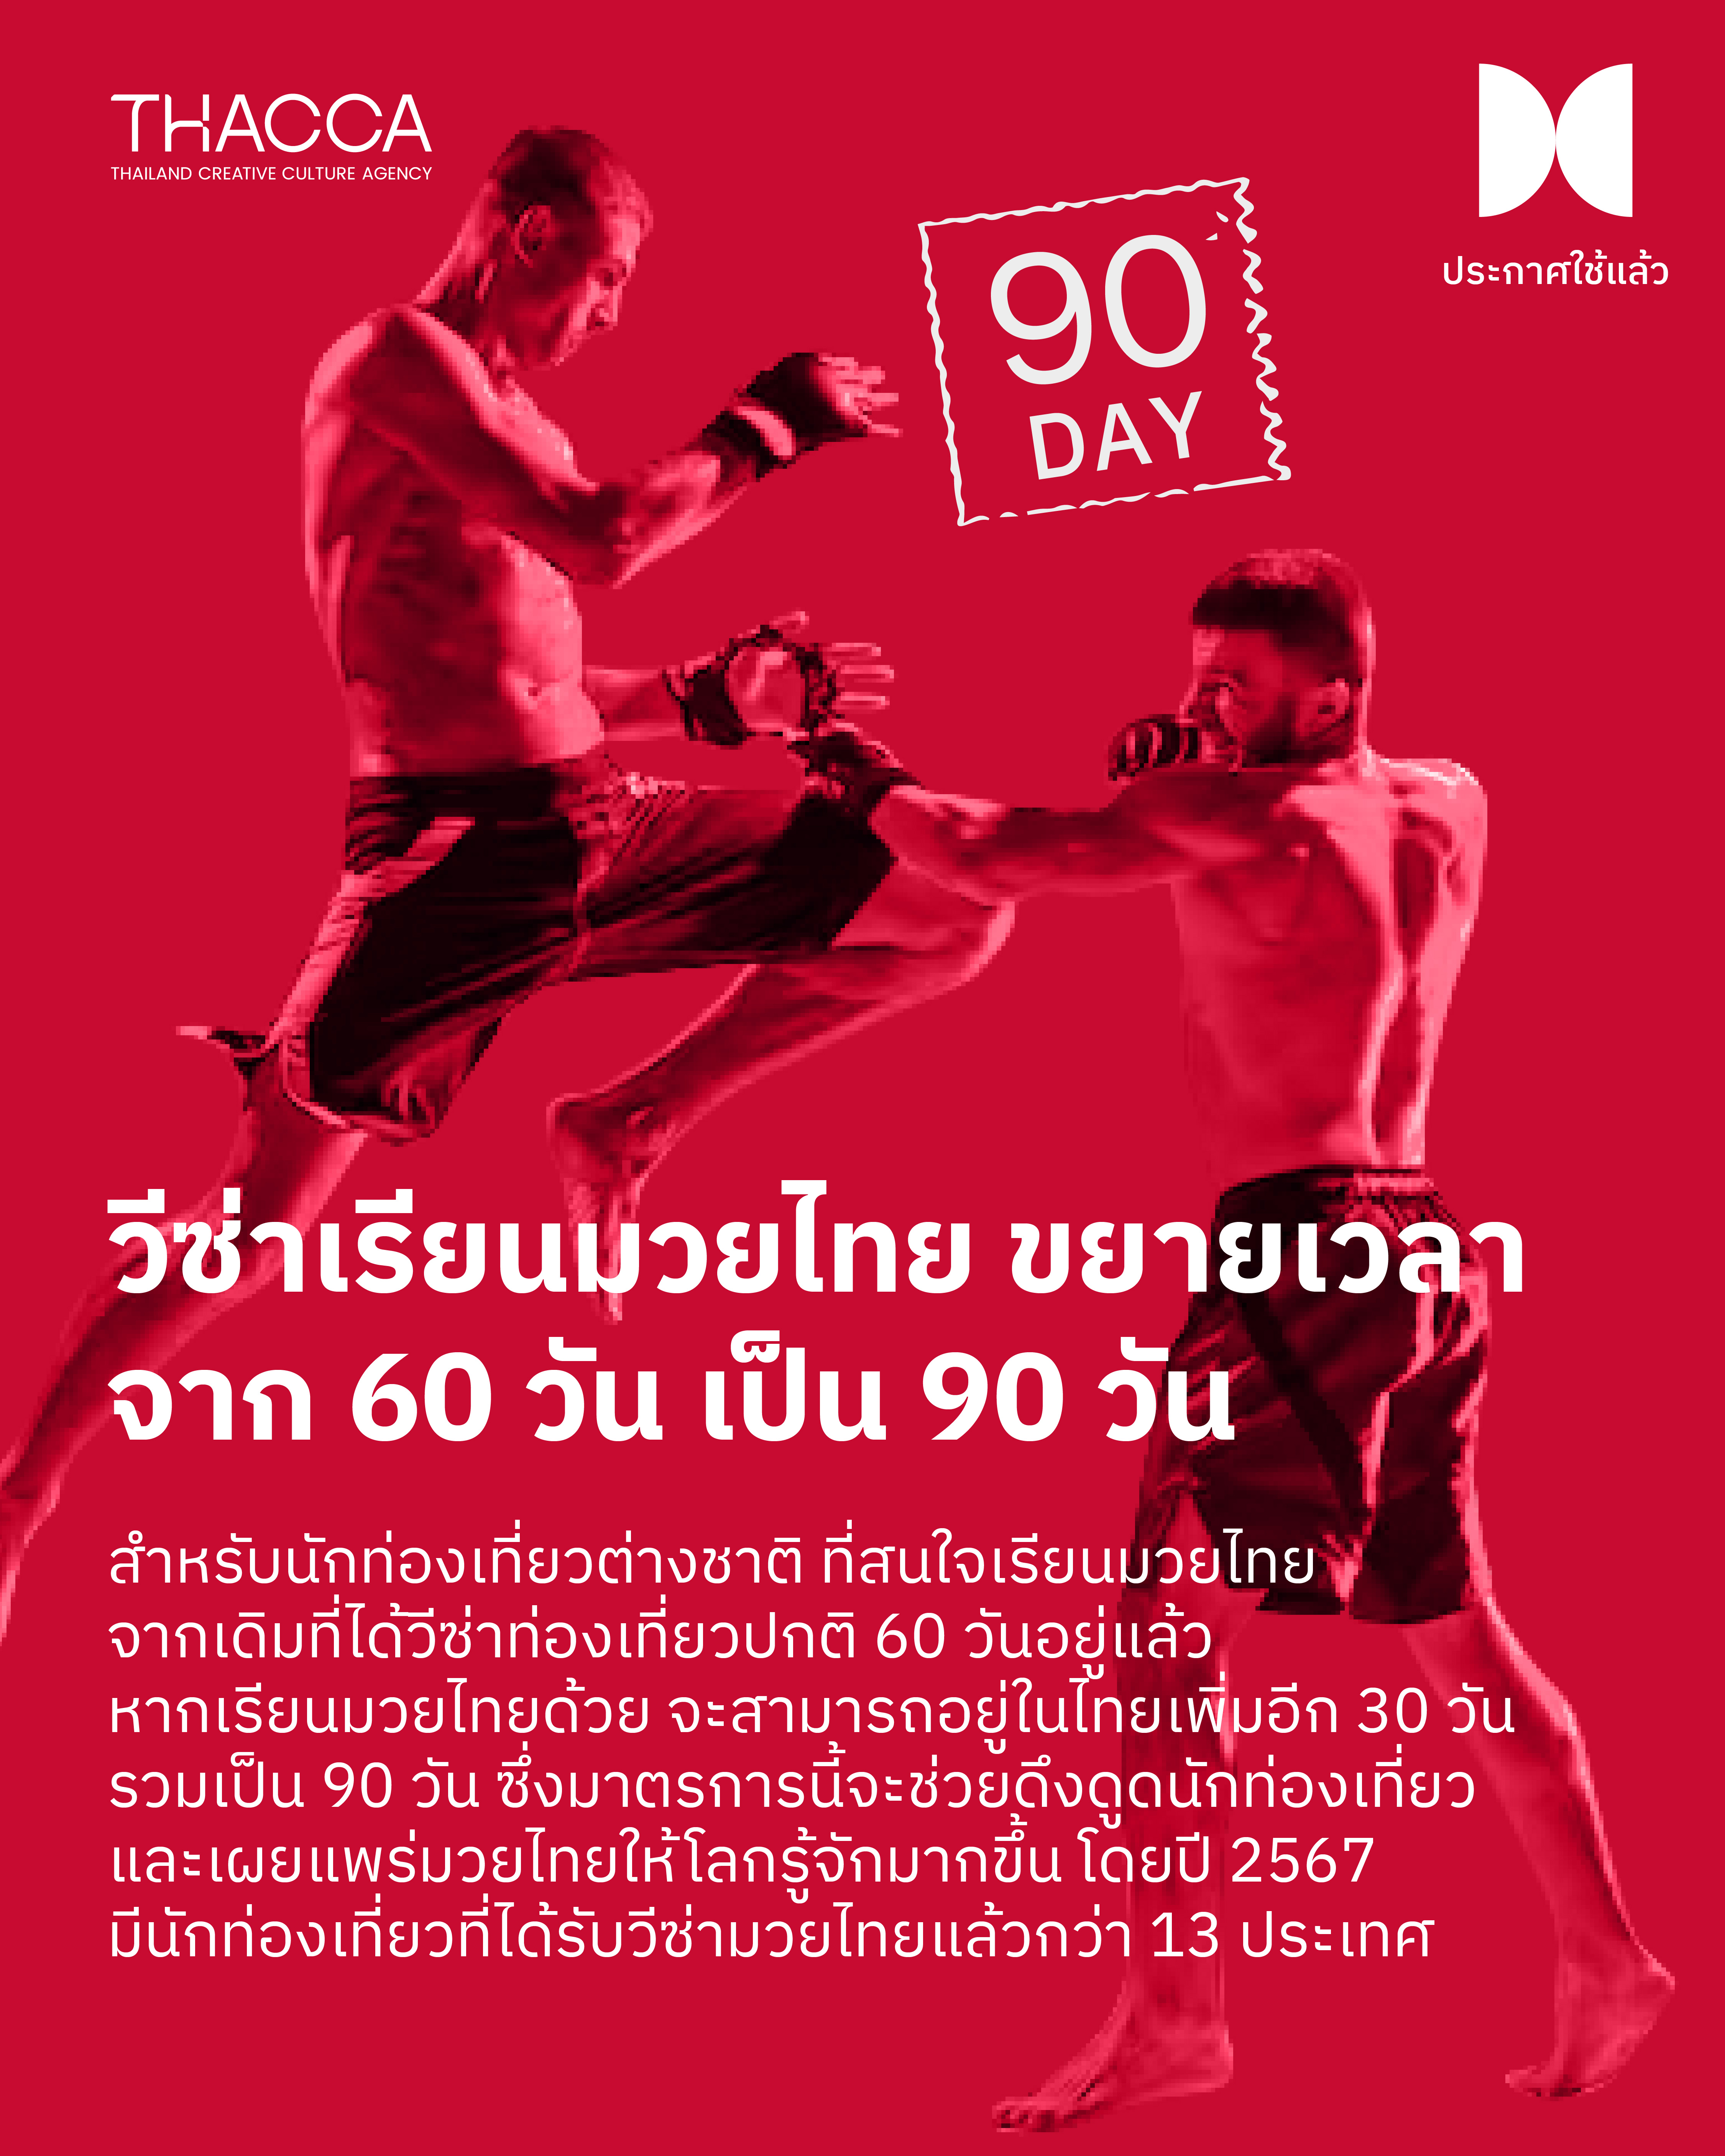 THACCA
THAILAND CREATIVE CULTURE AGENCY
ประกาศใช้แล้ว
90
DAY
วีซ่าเรียนมวยไทย ขยายเวลา
จาก 60 วัน เป็น 90 วัน
สำหรับนักท่องเที่ยวต่างชาติ ที่สนใจเรียนมวยไทย
จากเดิมที่ได้วีซ่าท่องเที่ยวปกติ 60 วันอยู่แล้ว
หากเรียนมวยไทยด้วย จะสามารถอยู่ในไทยเพิ่มอีก 30 วัน
รวมเป็น 90 วัน ซึ่งมาตรการนี้จะช่วยดึงดูดนักท่องเที่ยว
และเผยแพร่มวยไทยให้โลกรู้จักมากขึ้น โดยปี 2567
มีนักท่องเที่ยวที่ได้รับวีซ่ามวยไทยแล้วกว่า 13 ประเทศ